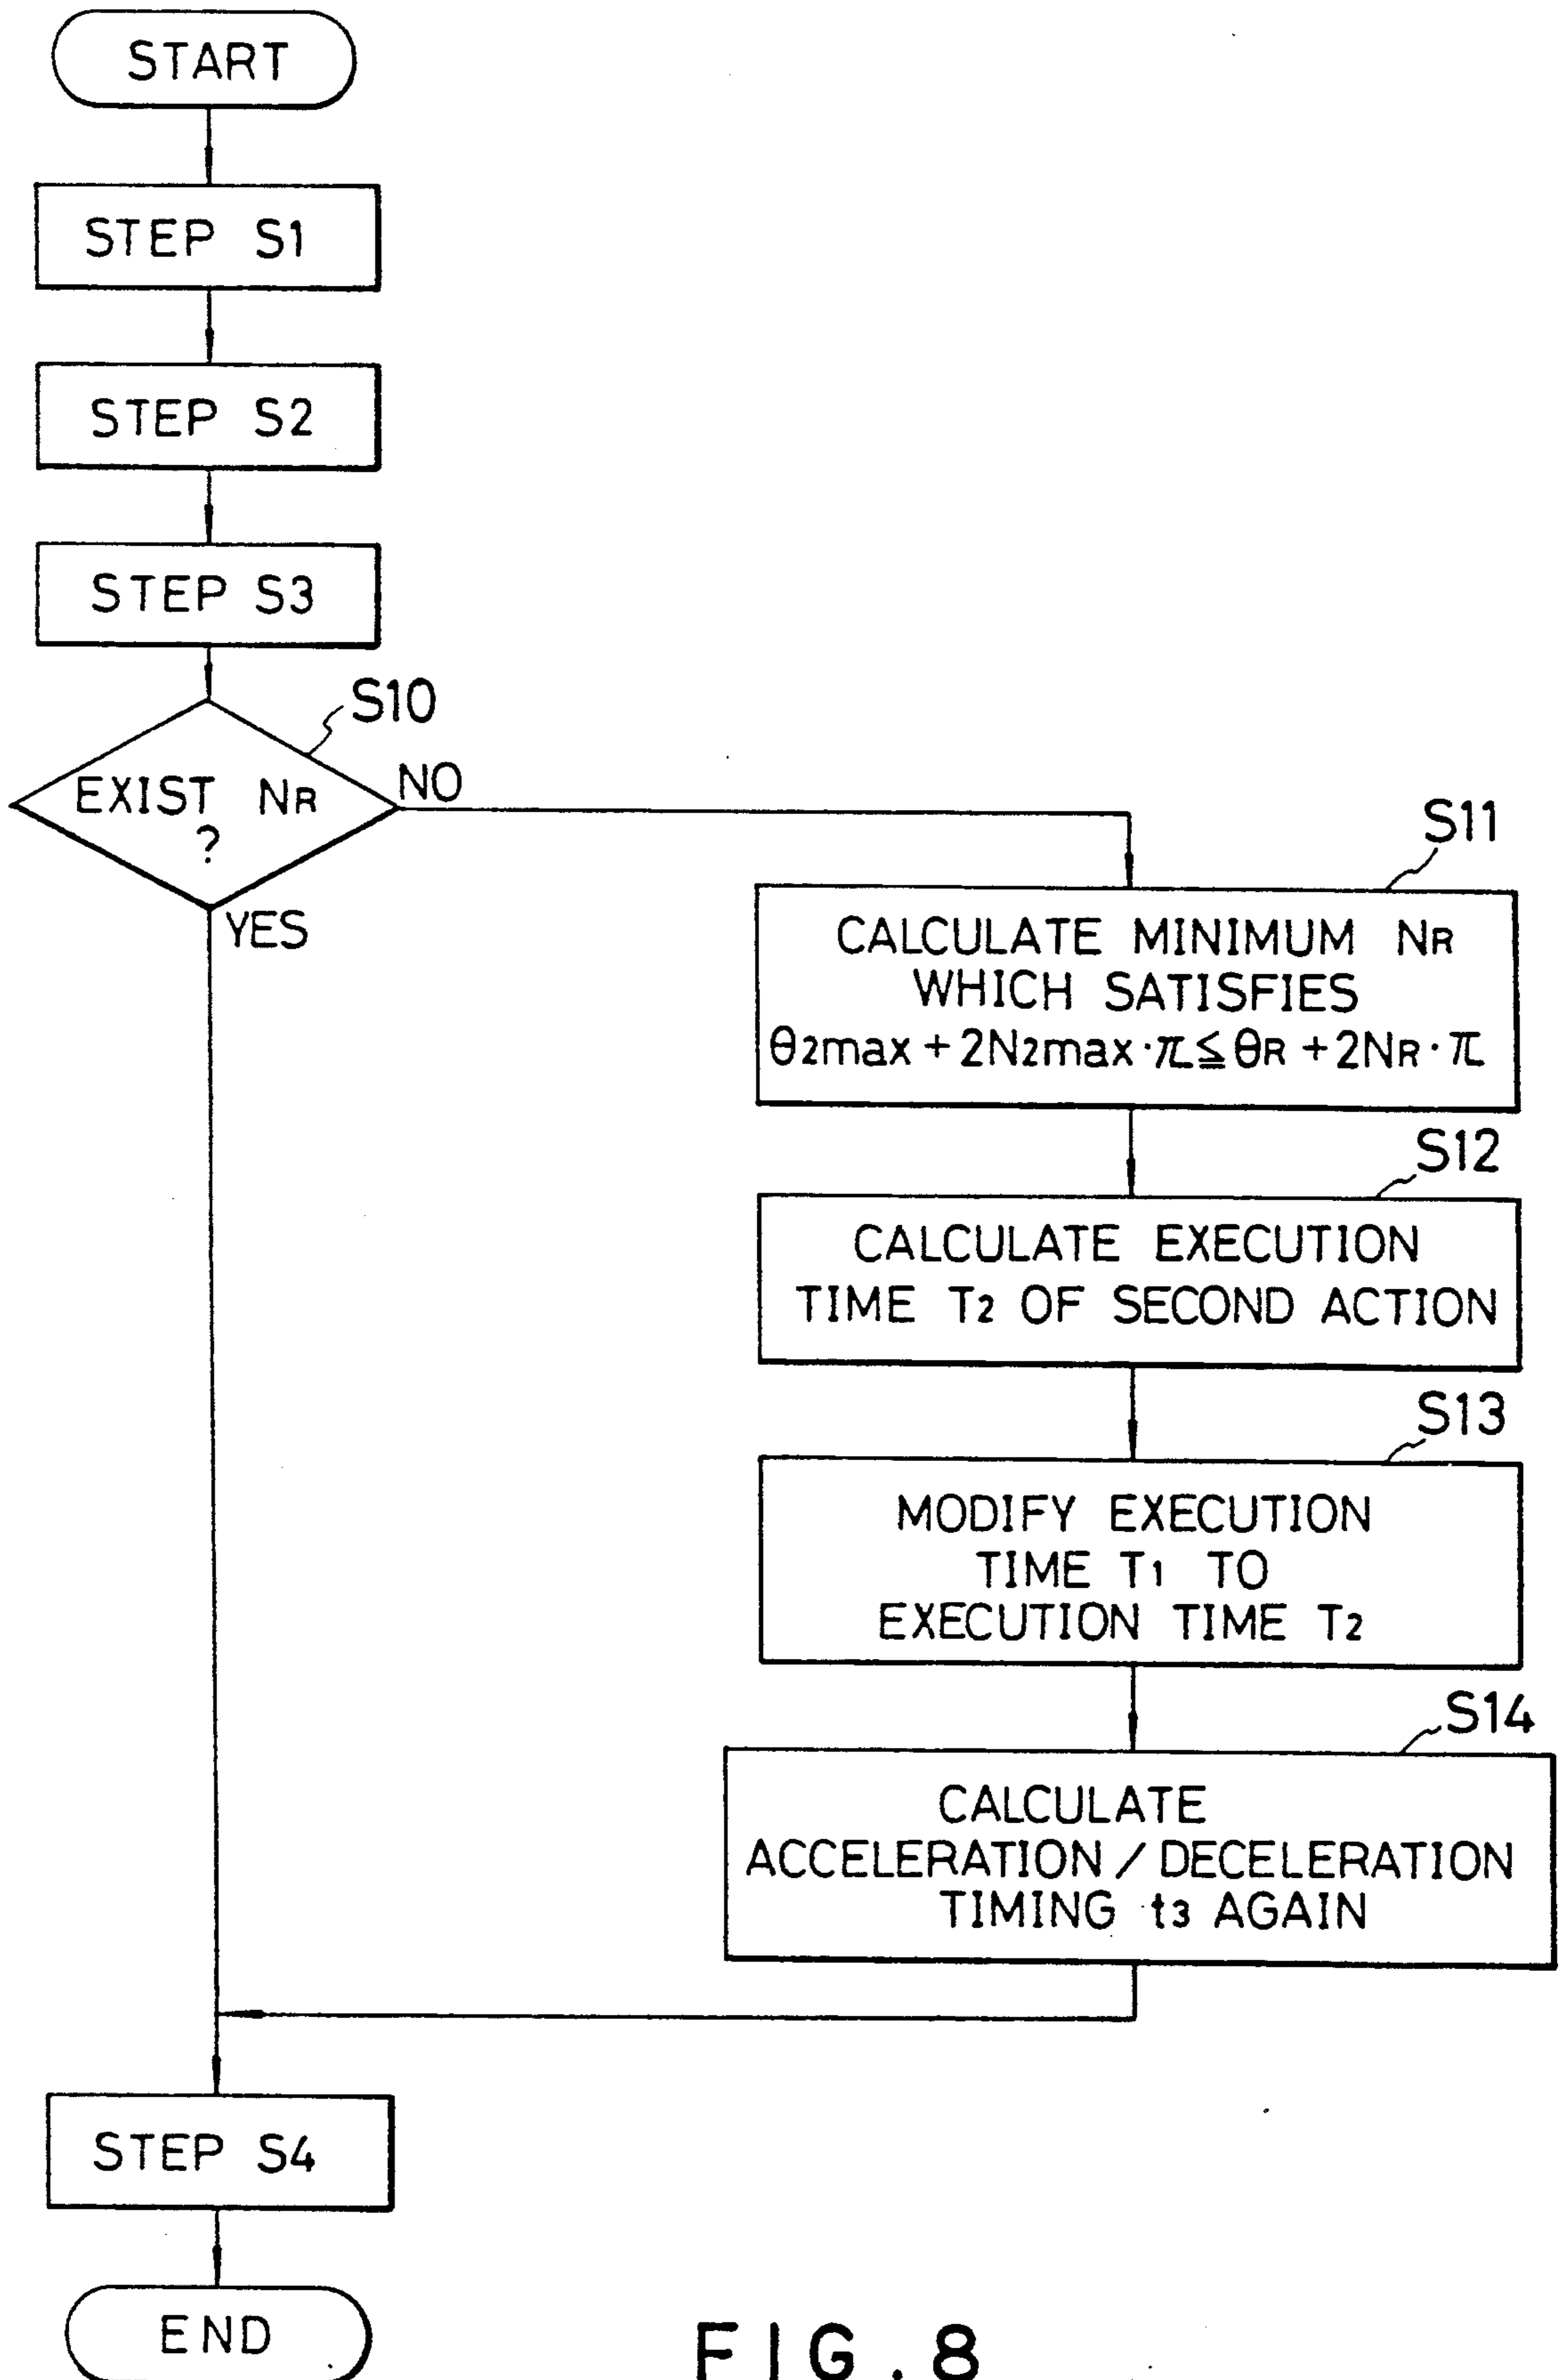 START
STEP S1
STEP S2
STEP S3
S10
EXIST NR
?
NO
YES
S11
CALCULATE MINIMUM NR
WHICH SATISFIES
θ2max + 2N2max・π ≦ θR + 2NR・π
S12
CALCULATE EXECUTION
TIME T2 OF SECOND ACTION
S13
MODIFY EXECUTION
TIME T1 TO
EXECUTION TIME T2
S14
CALCULATE
ACCELERATION / DECELERATION
TIMING t3 AGAIN
STEP S4
END
FIG. 8